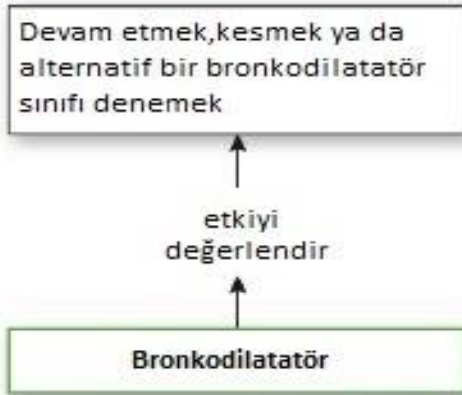 Devam etmek,kesmek ya da
alternatif bir bronkodilatatör
sınıfı denemek
etkiyi
değerlendir
Bronkodilatatör